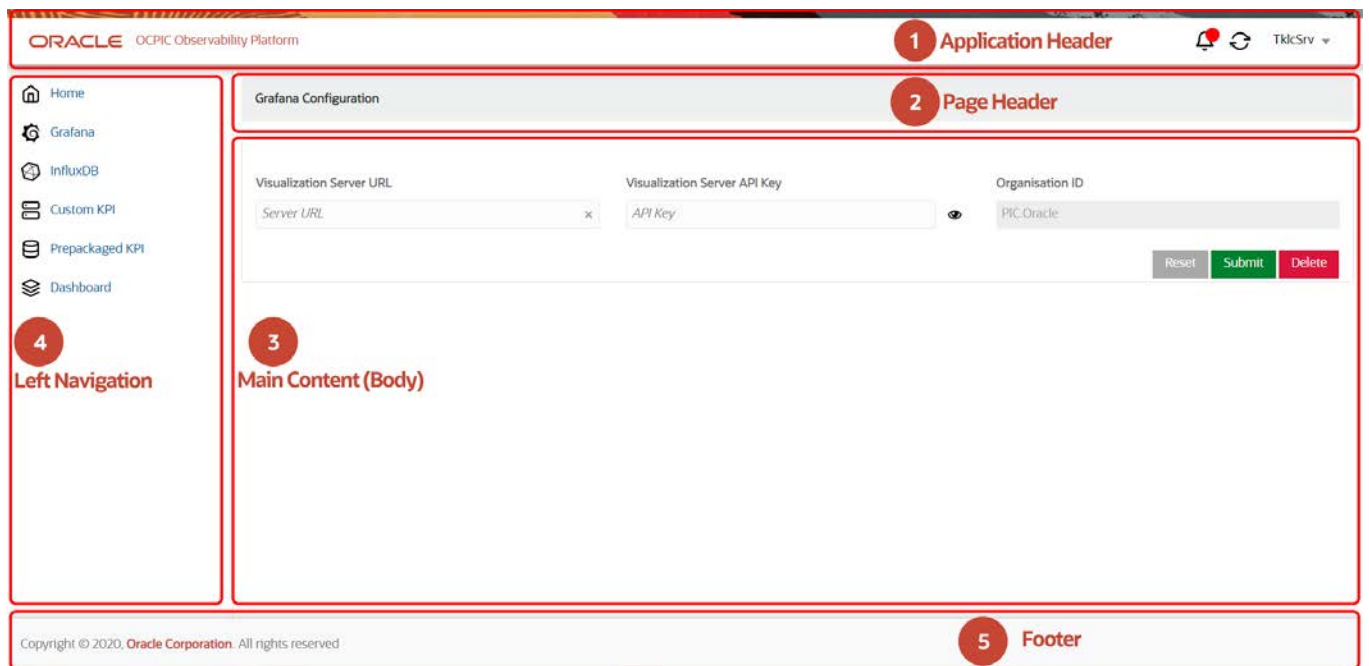 ORACLE OCPIC Observability Platform 1 Application Header TklcSrv
Home
Grafana
InfluxDB
Custom KPI
Prepackaged KPI
Dashboard
4
Left Navigation
Grafana Configuration 2 Page Header
Visualization Server URL Visualization Server API Key Organisation ID
Server URL x API Key PIC.Oracle
Reset Submit Delete
3
Main Content (Body)
Copyright © 2020, Oracle Corporation. All rights reserved 5 Footer